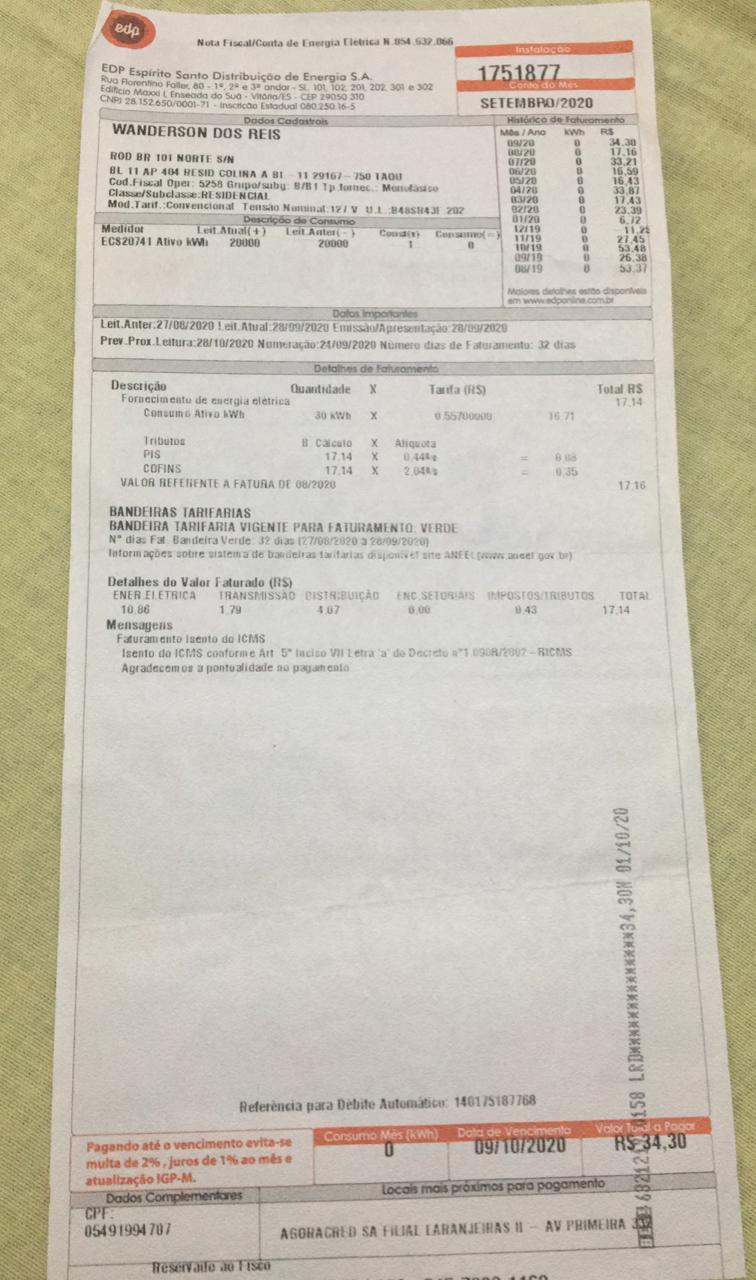 edp
Nota Fiscal/Conta de Energia Elétrica N.054.632.066
Instalação
1751877
Conta do Mês
SETEMBRO/2020
EDP Espírito Santo Distribuição de Energia S.A.
Rua Florentino Faller, 80 - 1º, 2º e 3º andar - SL 101, 102, 201, 202, 301 e 302
Edifício Maxxi I, Enseada do Suá - Vitória/ES - CEP 29050 310
CNPJ 28.152.650/0001-71 - Inscrição Estadual 080.250.16-5
Dados Cadastrais
WANDERSON DOS REIS
ROD BR 101 NORTE S/N
BL 11 AP 404 RESID COLINA A BL - 11 29167-750
Cod.Fiscal Oper: 5258 Grupo/subg: B/B1 Tp.fornec.: Monofásico
Classe/Subclasse:RESIDENCIAL
Mod.Tarif.:Convencional Tensão Nominal:127 V U.L.:
Histórico de Faturamento
Mês / Ano kWh R$
09/20 0 34,30
08/20 0 17,16
07/20 0 33,21
06/20 0 16,59
05/20 0 16,43
04/20 0 33,87
03/20 0 17,43
02/20 0 23,39
01/20 0 6,72
12/19 0 11,25
11/19 0 27,45
10/19 0 53,48
09/19 0 26,38
08/19 0 53,37
Maiores detalhes estão disponíveis
em www.edponline.com.br
Descrição de Consumo
Medidor Leit.Atual(+) Leit.Anter(-) Const(x) Consumo(=)
ECS20741 Ativo kWh 20000 20000 1 0
Datas Importantes
Leit.Anter:27/08/2020 Leit.Atual:28/09/2020 Emissão/Apresentação:28/09/2020
Prev.Prox.Leitura:28/10/2020 Numeração:24/09/2020 Número dias de Faturamento: 32 dias
Detalhes de Faturamento
Descrição Quantidade X Tarifa (R$) Total R$
Fornecimento de energia elétrica 17,14
Consumo Ativo kWh 30 kWh X 0,55700000 16,71
Tributos B Cálculo X Alíquota
PIS 17,14 X 0,44% = 0,08
COFINS 17,14 X 2,04% = 0,35
VALOR REFERENTE A FATURA DE 08/2020 17,16
BANDEIRAS TARIFARIAS
BANDEIRA TARIFARIA VIGENTE PARA FATURAMENTO: VERDE
Nº dias Fat. Bandeira Verde: 32 dias (27/08/2020 a 28/09/2020)
Informações sobre sistema de bandeiras tarifarias disponível site ANEEL(www.aneel.gov.br)
Detalhes do Valor Faturado (R$)
ENER.ELETRICA TRANSMISSÃO DISTRIBUIÇÃO ENC.SETORIAIS IMPOSTOS/TRIBUTOS TOTAL
10,86 1,79 4,07 0,00 0,43 17,14
Mensagens
Faturamento Isento do ICMS
Isento do ICMS conforme Art. 5º Inciso VII Letra 'a' do Decreto nº1.090R/2002-RICMS
Agradecemos a pontualidade no pagamento
34,30N 01/10/20
Referência para Débito Automático: 140175187768
Pagando até o vencimento evita-se
multa de 2%, juros de 1% ao mês e
atualização IGP-M.
Consumo Mês (kWh)
0
Data de Vencimento
09/10/2020
Valor Total a Pagar
R$ 34,30
Dados Complementares
CPF:
05491994707
Locais mais próximos para pagamento
AGORACRED SA FILIAL LARANJEIRAS II - AV PRIMEIRA
Reservado ao Fisco